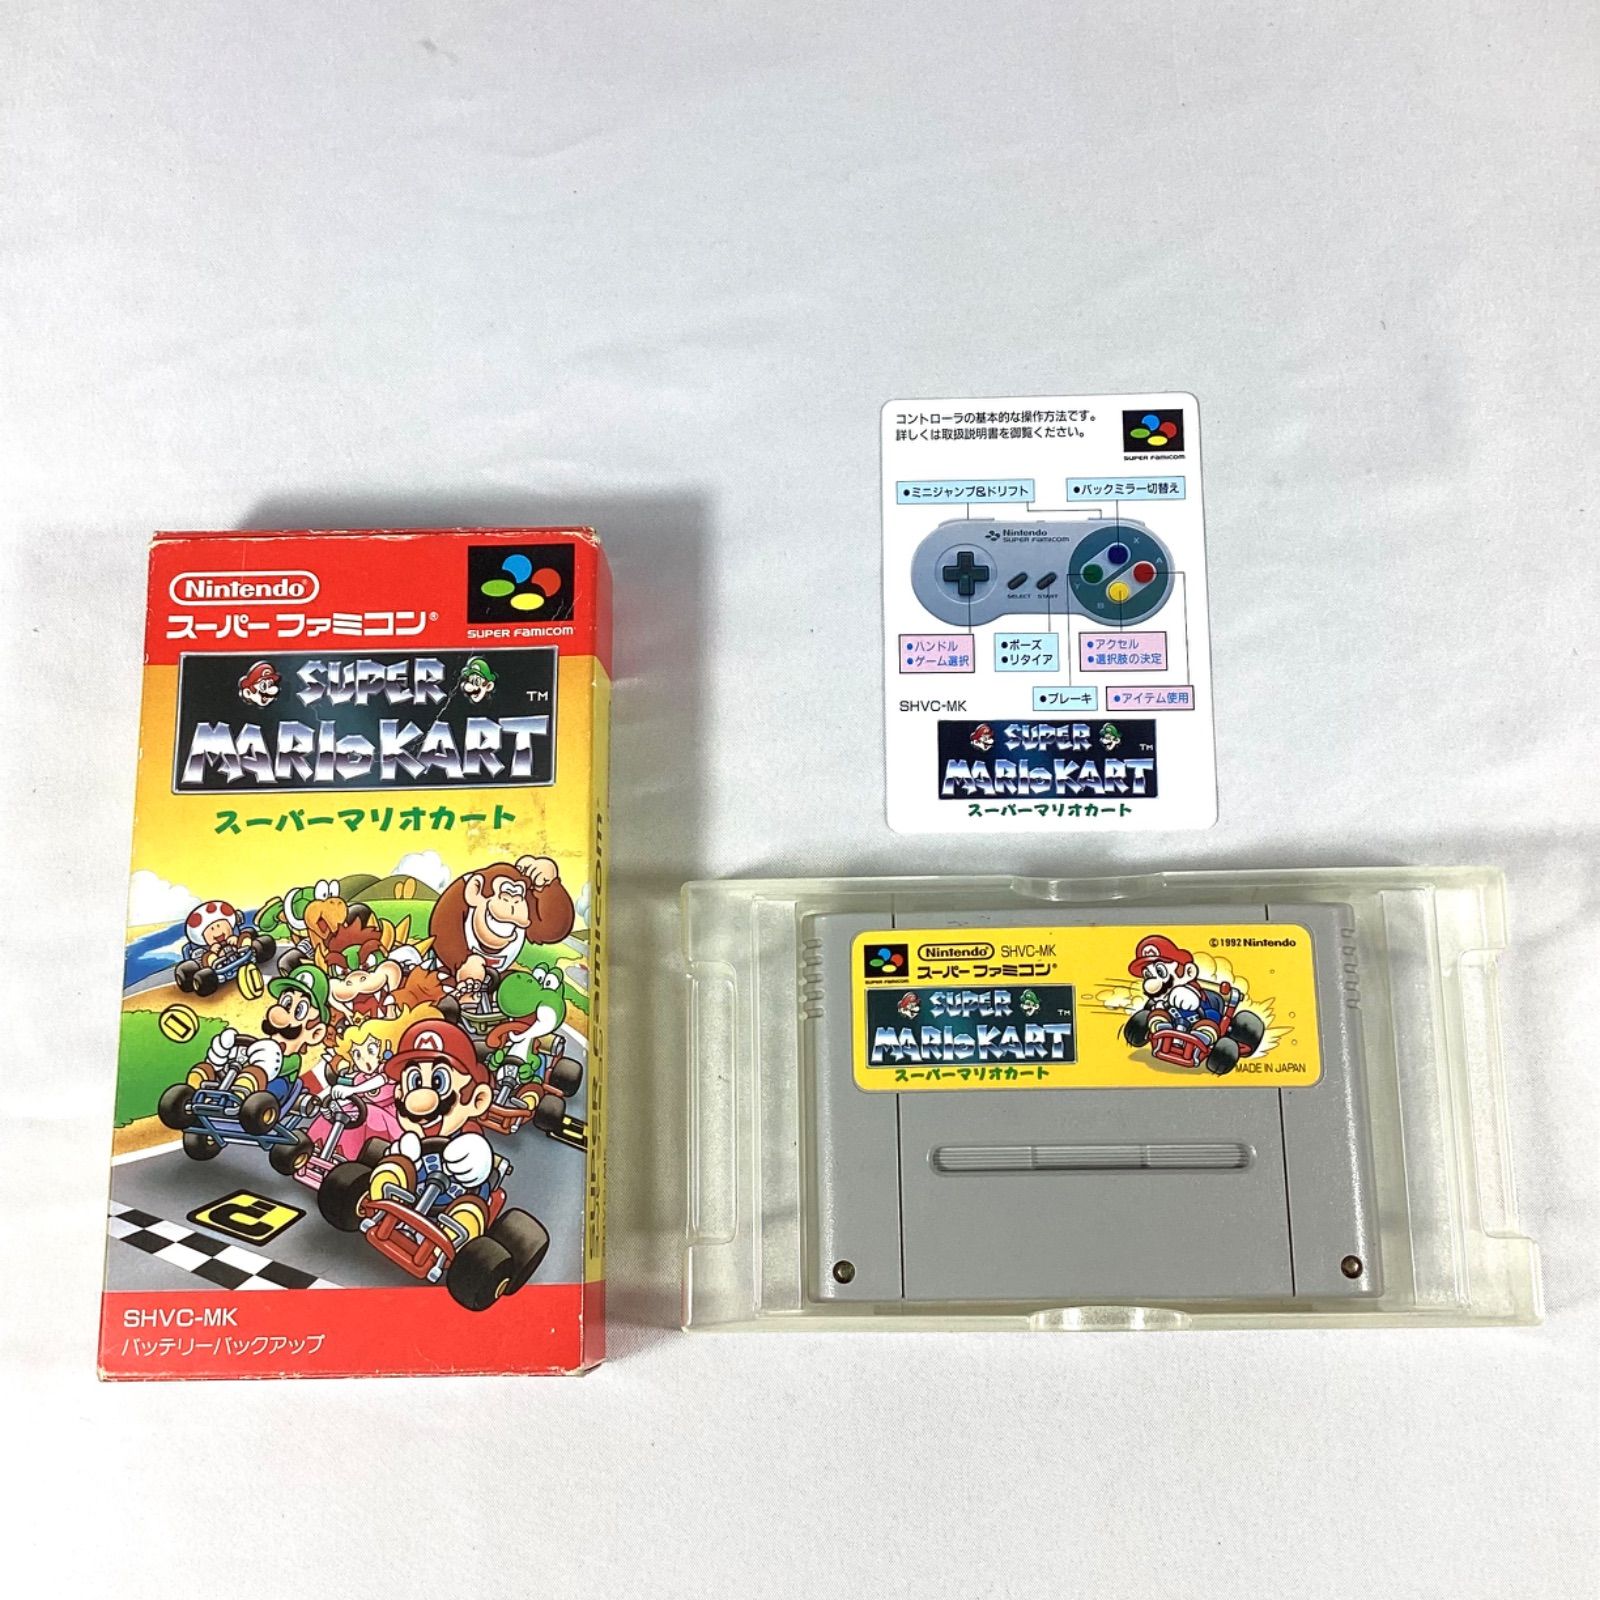 Nintendo®
スーパーファミコン®
SUPER FAMICOM
SUPER
MARIO KART
TM
スーパーマリオカート
SHVC-MK
バッテリーバックアップ
SUPER FAMICOM
コントローラの基本的な操作方法です。
詳しくは取扱説明書を御覧ください。
SUPER FAMICOM
●ミニジャンプ&ドリフト
●バックミラー切替え
Nintendo
SUPER FAMICOM
X
A
Y
B
SELECT START
●ハンドル
●ゲーム選択
●ポーズ
●リタイア
●アクセル
●選択肢の決定
●ブレーキ
●アイテム使用
SHVC-MK
SUPER
MARIO KART
TM
スーパーマリオカート
Nintendo® SHVC-MK
スーパーファミコン®
SUPER FAMICOM
SUPER
MARIO KART
TM
スーパーマリオカート
©1992 Nintendo
MADE IN JAPAN